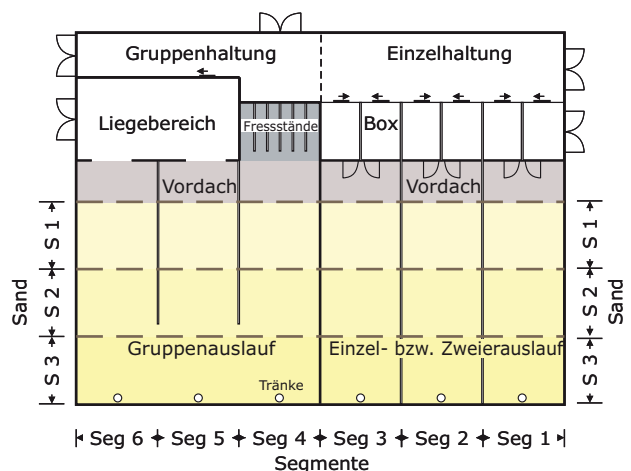 Gruppenhaltung
Einzelhaltung
Liegebereich
Fressstände
Box
Vordach
Vordach
Sand
S 1
S 2
S 3
Sand
S 1
S 2
S 3
Gruppenauslauf
Einzel- bzw. Zweierauslauf
Tränke
Seg 6
Seg 5
Seg 4
Seg 3
Seg 2
Seg 1
Segmente